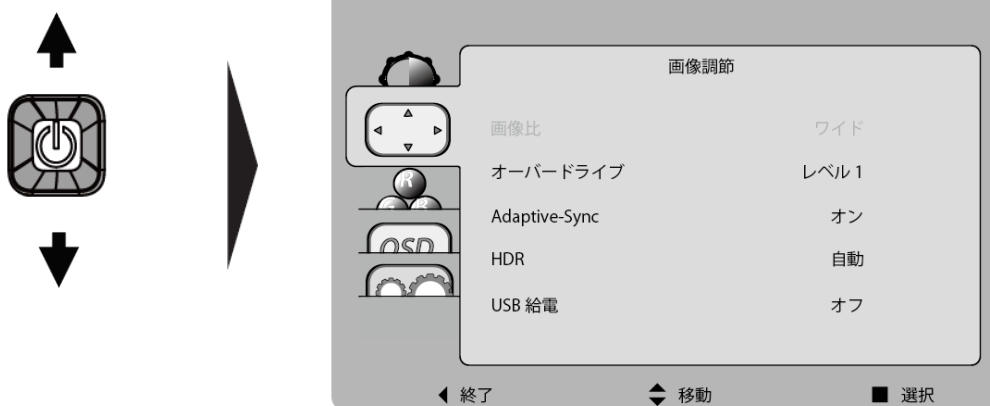 画像調節
画像比 ワイド
オーバードライブ レベル 1
Adaptive-Sync オン
HDR 自動
USB 給電 オフ
R
G B
OSD
終了 移動 選択